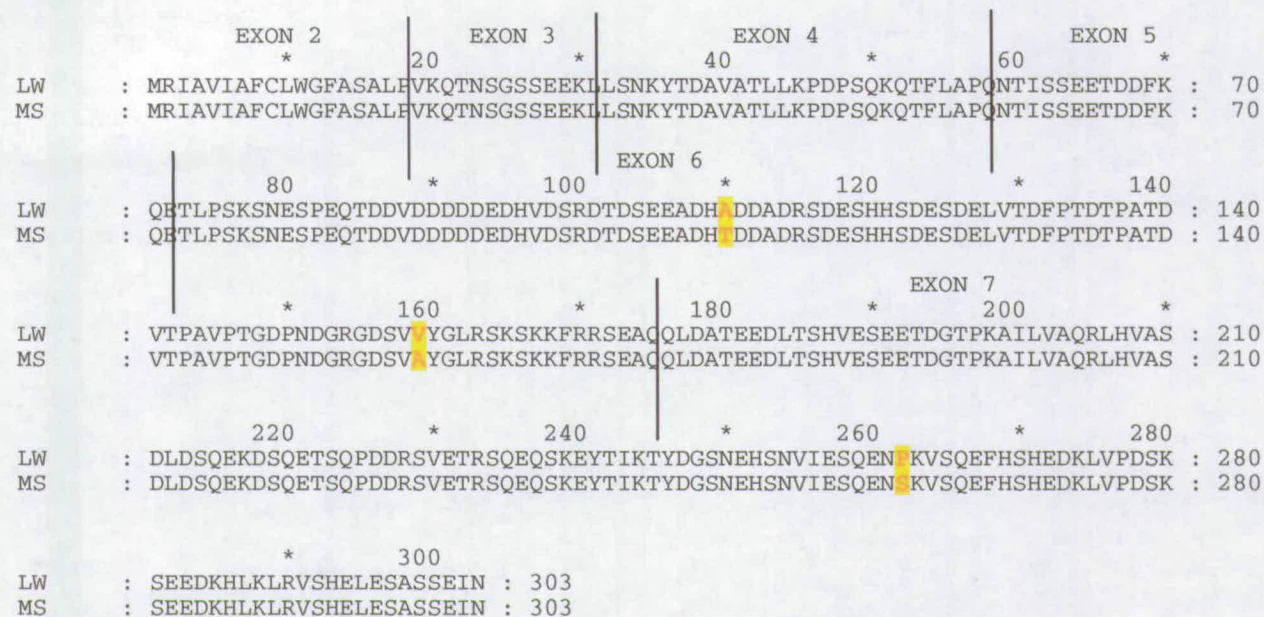 EXON 2 EXON 3 EXON 4 EXON 5
* 20 * 40 * 60 *
LW : MRIAVIAFCLWGFASALPVKQTNSGSSEEKLLSNKYTDAVATLLKPDPSQKQTFLAPQNTISSEETDDFK : 70
MS : MRIAVIAFCLWGFASALPVKQTNSGSSEEKLLSNKYTDAVATLLKPDPSQKQTFLAPQNTISSEETDDFK : 70
EXON 6
80 * 100 * 120 * 140
LW : QETLPSKSNESPEQTDDVDDDDDEDHVDSRDTDSEEADHADDADRSDESHHSDESDELVTDFPTDTPATD : 140
MS : QETLPSKSNESPEQTDDVDDDDDEDHVDSRDTDSEEADHTDDADRSDESHHSDESDELVTDFPTDTPATD : 140
EXON 7
* 160 * 180 * 200 *
LW : VTPAVPTGDPNDGRGDSVVYGLRSKSKKFRRSEAQQLDATEEDLTSHVESEETDGTPKAILVAQRLHVAS : 210
MS : VTPAVPTGDPNDGRGDSVAYGLRSKSKKFRRSEAQQLDATEEDLTSHVESEETDGTPKAILVAQRLHVAS : 210
220 * 240 * 260 * 280
LW : DLDSQEKDSQETSQPDDRSVETRSQEQSKEYTIKTYDGSNEHSNVIESQENPKVSQEFHSHEDKLVPDSK : 280
MS : DLDSQEKDSQETSQPDDRSVETRSQEQSKEYTIKTYDGSNEHSNVIESQENSKVSQEFHSHEDKLVPDSK : 280
* 300
LW : SEEDKHLKLRVSHELESASSEIN : 303
MS : SEEDKHLKLRVSHELESASSEIN : 303